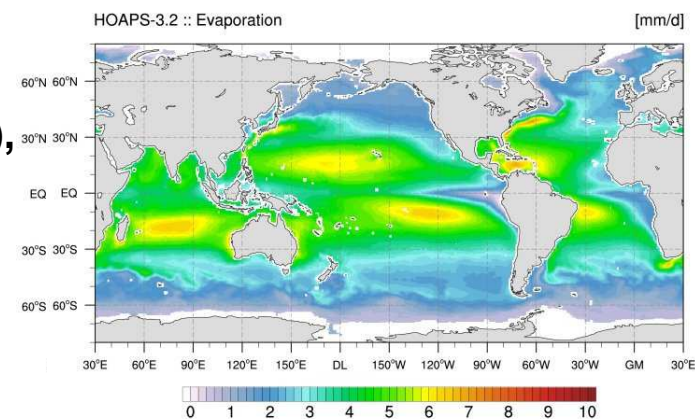 HOAPS-3.2 :: Evaporation [mm/d]
),
60°N 60°N
30°N 30°N
EQ EQ
30°S 30°S
60°S 60°S
30°E 60°E 90°E 120°E 150°E DL 150°W 120°W 90°W 60°W 30°W GM 30°E
0 1 2 3 4 5 6 7 8 9 10